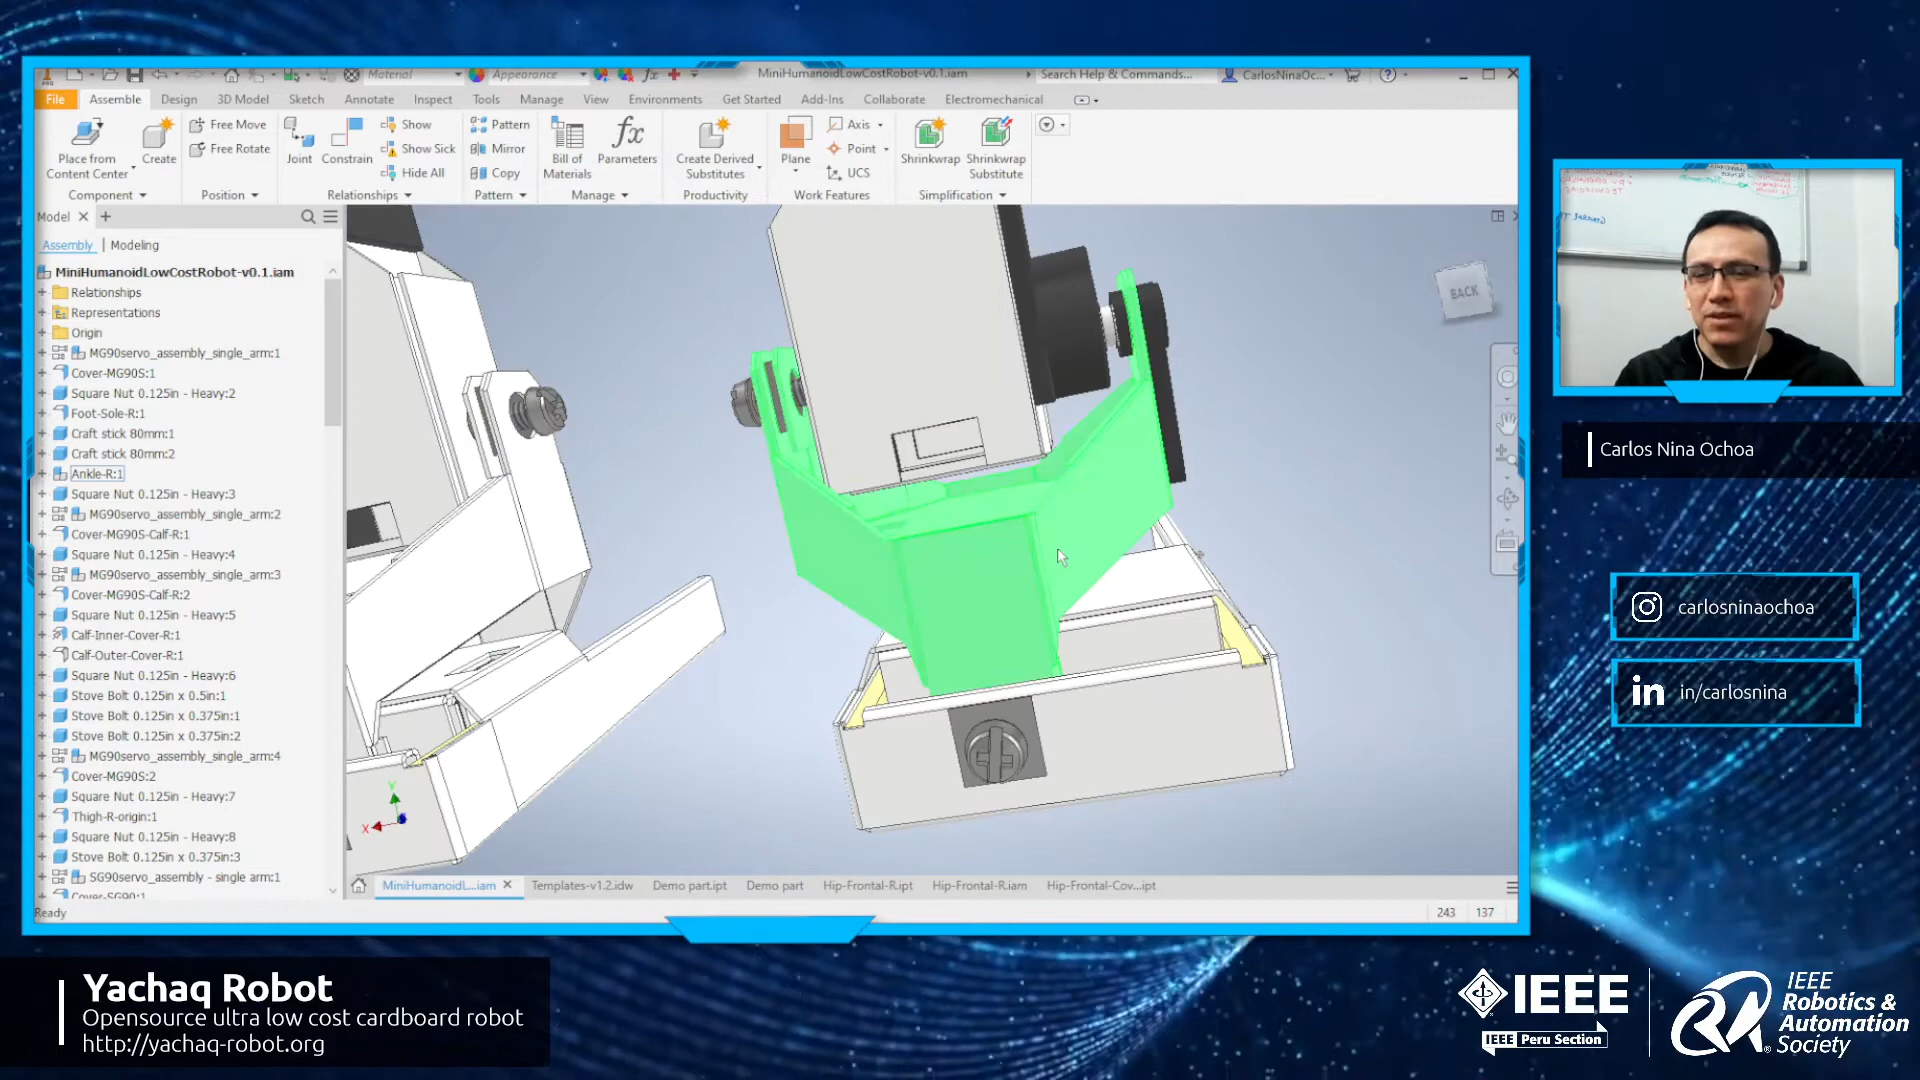 Material
Appearance
MiniHumanoidLowCostRobot-v0.1.iam
Search Help & Commands...
CarlosNinaOc...
File
Assemble
Design
3D Model
Sketch
Annotate
Inspect
Tools
Manage
View
Environments
Get Started
Add-Ins
Collaborate
Electromechanical
Place from
Content Center
Create
Free Move
Free Rotate
Joint
Constrain
Show
Show Sick
Hide All
Pattern
Mirror
Copy
Bill of
Materials
Parameters
Create Derived
Substitutes
Plane
Axis
Point
UCS
Shrinkwrap
Shrinkwrap
Substitute
Component
Position
Relationships
Pattern
Manage
Productivity
Work Features
Simplification
Model
Assembly
Modeling
MiniHumanoidLowCostRobot-v0.1.iam
Relationships
Representations
Origin
MG90servo_assembly_single_arm:1
Cover-MG90S:1
Square Nut 0.125in - Heavy:2
Foot-Sole-R:1
Craft stick 80mm:1
Craft stick 80mm:2
Ankle-R:1
Square Nut 0.125in - Heavy:3
MG90servo_assembly_single_arm:2
Cover-MG90S-Calf-R:1
Square Nut 0.125in - Heavy:4
MG90servo_assembly_single_arm:3
Cover-MG90S-Calf-R:2
Square Nut 0.125in - Heavy:5
Calf-Inner-Cover-R:1
Calf-Outer-Cover-R:1
Square Nut 0.125in - Heavy:6
Stove Bolt 0.125in x 0.5in:1
Stove Bolt 0.125in x 0.375in:1
Stove Bolt 0.125in x 0.375in:2
MG90servo_assembly_single_arm:4
Cover-MG90S:2
Square Nut 0.125in - Heavy:7
Thigh-R-origin:1
Square Nut 0.125in - Heavy:8
Stove Bolt 0.125in x 0.375in:3
SG90servo_assembly - single arm:1
Cover-SG90:1
Y
X
BACK
MiniHumanoidL...iam
Templates-v1.2.idw
Demo part.ipt
Demo part
Hip-Frontal-R.ipt
Hip-Frontal-R.iam
Hip-Frontal-Cov...ipt
Ready
243
137
Carlos Nina Ochoa
carlosninaochoa
in
in/carlosnina
Yachaq Robot
Opensource ultra low cost cardboard robot
http://yachaq-robot.org
IEEE
IEEE Peru Section
RA
IEEE
Robotics &
Automation
Society